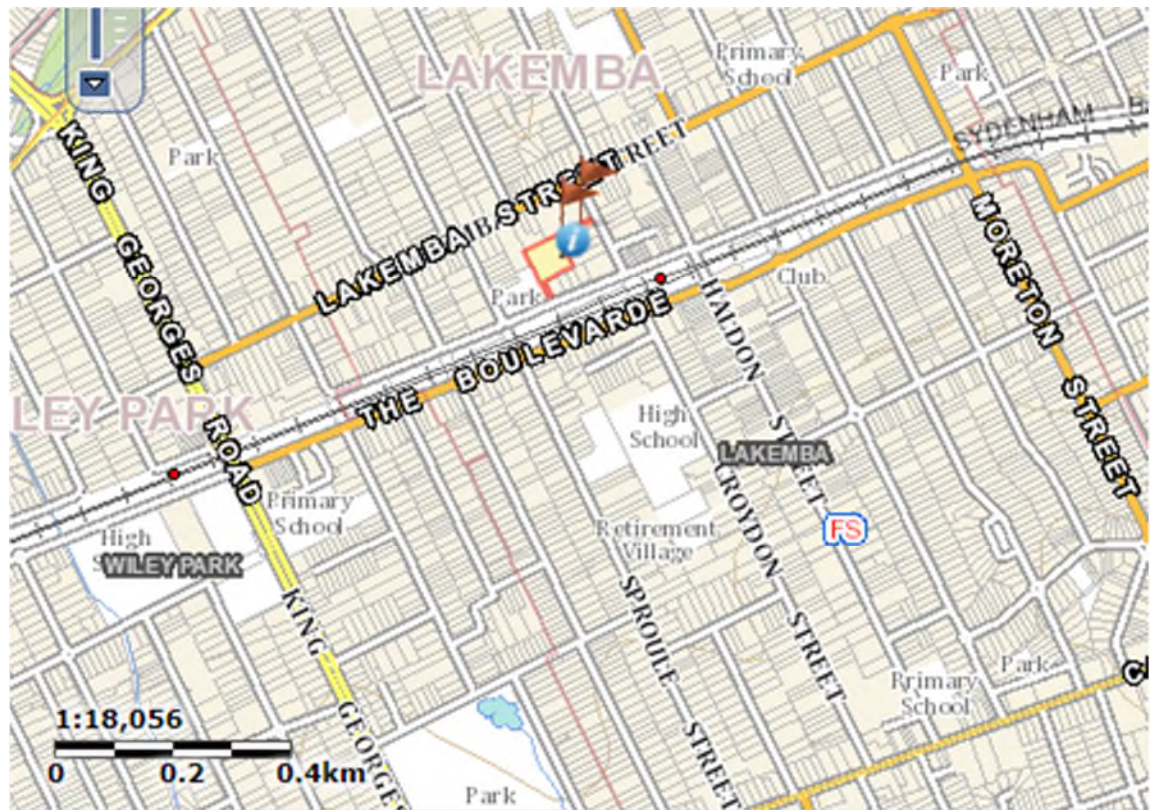 LAKEMBA
Primary
School
Park
SYDENHAM
B
Park
STREET
LAKEMBA STREET
KING GEORGES ROAD
MORETON STREET
Club
Park
THE BOULEVARDE
HALDON STREET
LEY PARK
High
School
LAKEMBA
CROYDON STREET
Primary
School
High
WILEY PARK
FS
Retirement
Village
SPROULE STREET
KING GEORGES
Primary
School
Park
C
1:18,056
0 0.2 0.4km
Park